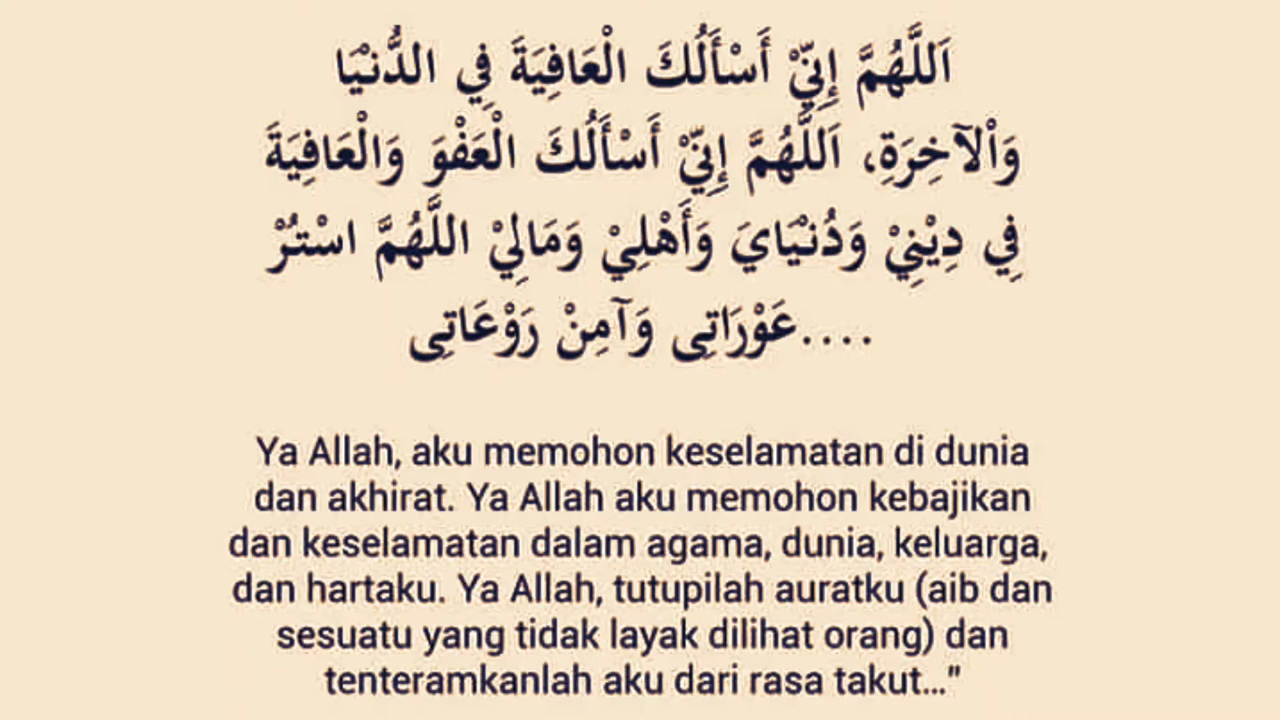 اَللَّهُمَّ إِنِّيْ أَسْأَلُكَ الْعَافِيَةَ فِي الدُّنْيَا
وَاْلآخِرَةِ، اَللَّهُمَّ إِنِّيْ أَسْأَلُكَ الْعَفْوَ وَالْعَافِيَةَ
فِي دِيْنِيْ وَدُنْيَايَ وَأَهْلِيْ وَمَالِيْ اللَّهُمَّ اسْتُرْ
....عَوْرَاتِى وَآمِنْ رَوْعَاتِى
Ya Allah, aku memohon keselamatan di dunia
dan akhirat. Ya Allah aku memohon kebajikan
dan keselamatan dalam agama, dunia, keluarga,
dan hartaku. Ya Allah, tutupilah auratku (aib dan
sesuatu yang tidak layak dilihat orang) dan
tenteramkanlah aku dari rasa takut..."